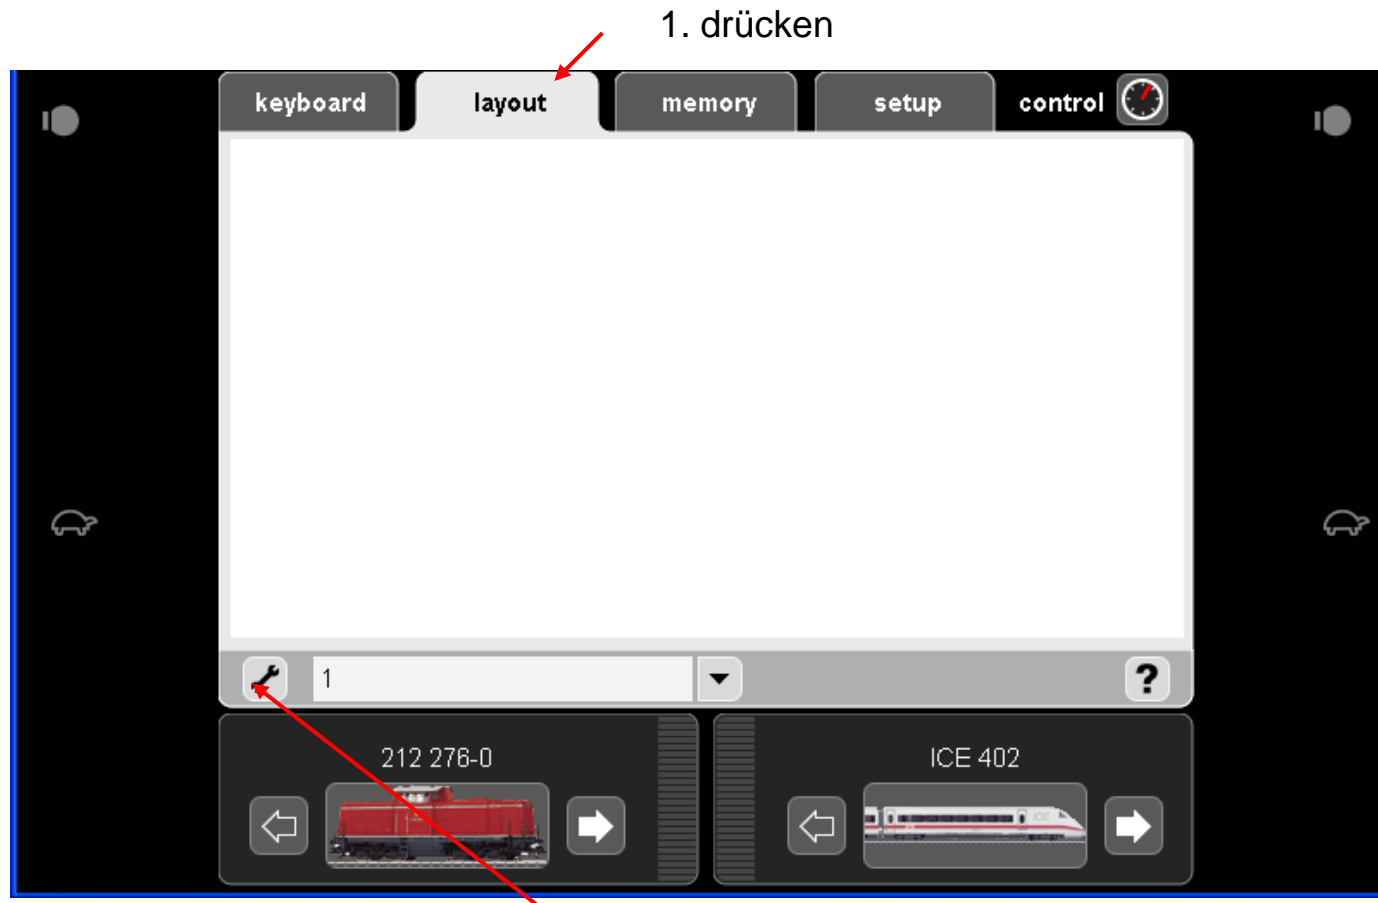 1. drücken
keyboard layout memory setup control
1 ?
212 276-0 ICE 402